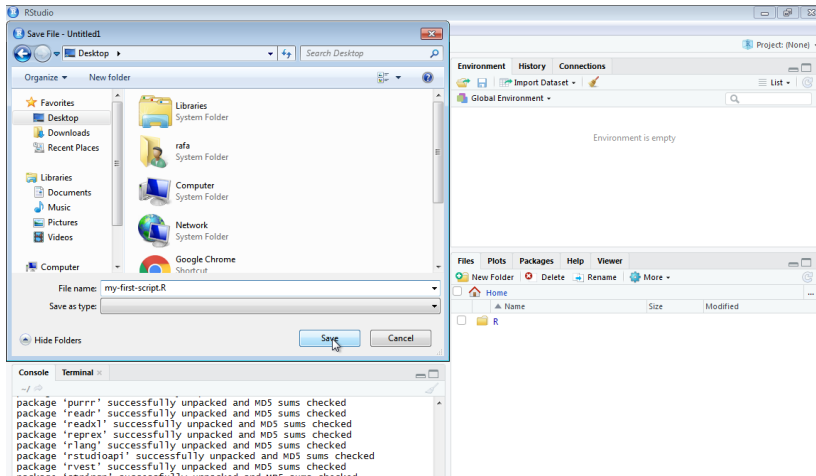 RStudio
Save File - Untitled1
Desktop
Search Desktop
Organize
New folder
Favorites
Desktop
Downloads
Recent Places
Libraries
Documents
Music
Pictures
Videos
Computer
Libraries
System Folder
rafa
System Folder
Computer
System Folder
Network
System Folder
Google Chrome
Shortcut
File name: my-first-script.R
Save as type:
Hide Folders
Save
Cancel
Project: (None)
Environment History Connections
Import Dataset
List
Global Environment
Environment is empty
Files Plots Packages Help Viewer
New Folder Delete Rename More
Home
Name Size Modified
R
Console Terminal
~/
package 'purrr' successfully unpacked and MD5 sums checked
package 'readr' successfully unpacked and MD5 sums checked
package 'readxl' successfully unpacked and MD5 sums checked
package 'reprex' successfully unpacked and MD5 sums checked
package 'rlang' successfully unpacked and MD5 sums checked
package 'rstudioapi' successfully unpacked and MD5 sums checked
package 'rvest' successfully unpacked and MD5 sums checked